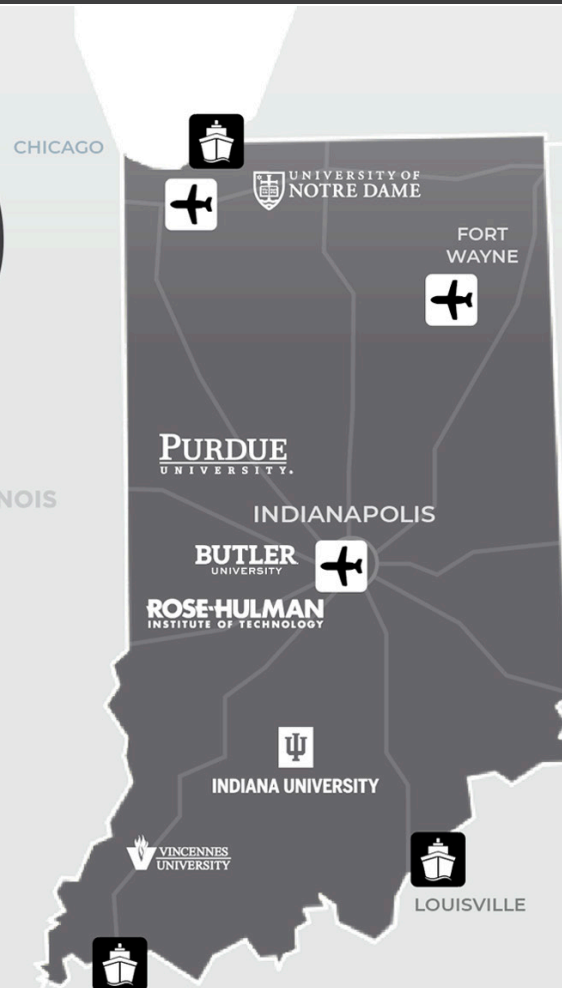 CHICAGO
UNIVERSITY OF
NOTRE DAME
FORT
WAYNE
PURDUE
UNIVERSITY.
NOIS
INDIANAPOLIS
BUTLER
UNIVERSITY
ROSE-HULMAN
INSTITUTE OF TECHNOLOGY
INDIANA UNIVERSITY
VINCENNES
UNIVERSITY
LOUISVILLE